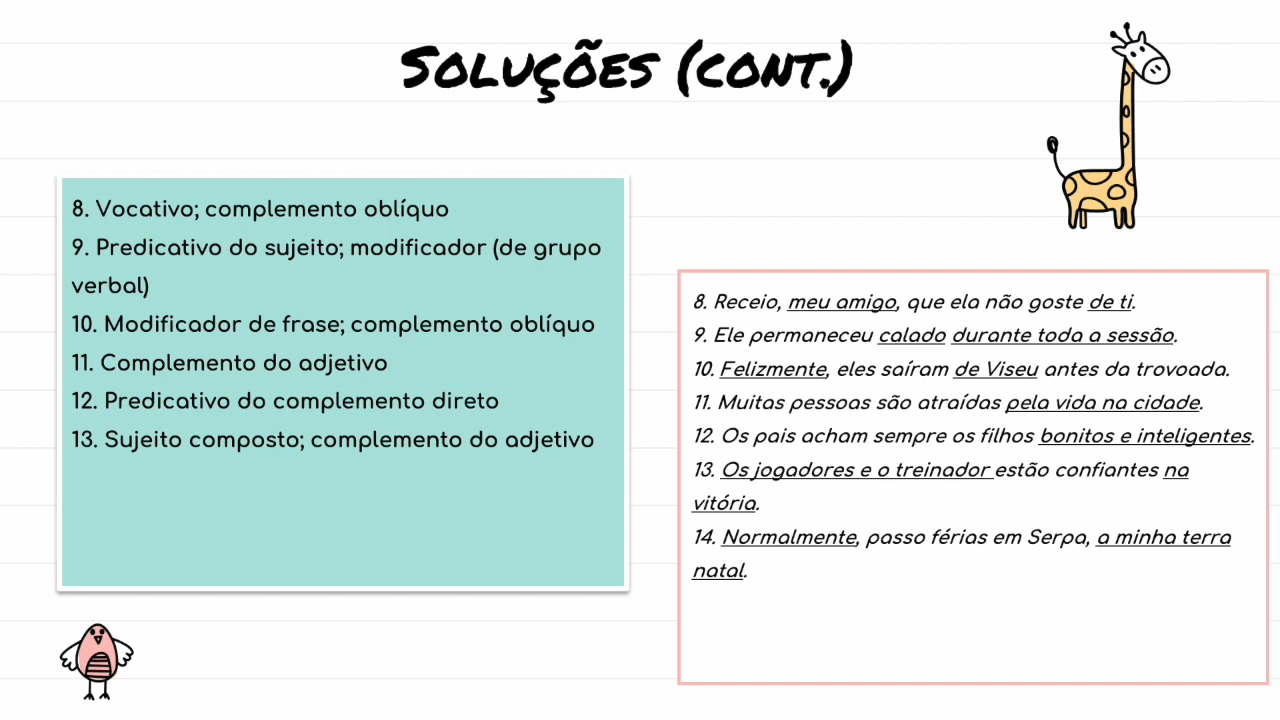 Soluções (cont.)
8. Vocativo; complemento oblíquo
9. Predicativo do sujeito; modificador (de grupo
verbal)
10. Modificador de frase; complemento oblíquo
11. Complemento do adjetivo
12. Predicativo do complemento direto
13. Sujeito composto; complemento do adjetivo
8. Receio, meu amigo, que ela não goste de ti.
9. Ele permaneceu calado durante toda a sessão.
10. Felizmente, eles saíram de Viseu antes da trovoada.
11. Muitas pessoas são atraídas pela vida na cidade.
12. Os pais acham sempre os filhos bonitos e inteligentes.
13. Os jogadores e o treinador estão confiantes na
vitória.
14. Normalmente, passo férias em Serpa, a minha terra
natal.